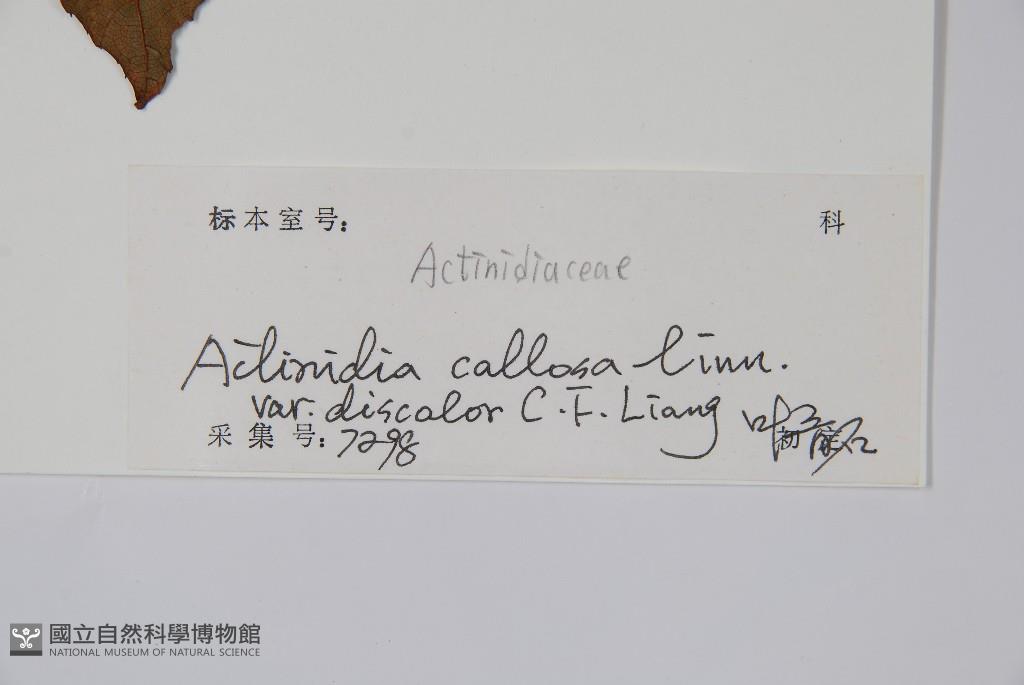 标本室号： 科
Actinidiaceae
Actinidia callosa Linn.
var. discolor C. F. Liang
采集号：7298
國立自然科學博物館
NATIONAL MUSEUM OF NATURAL SCIENCE